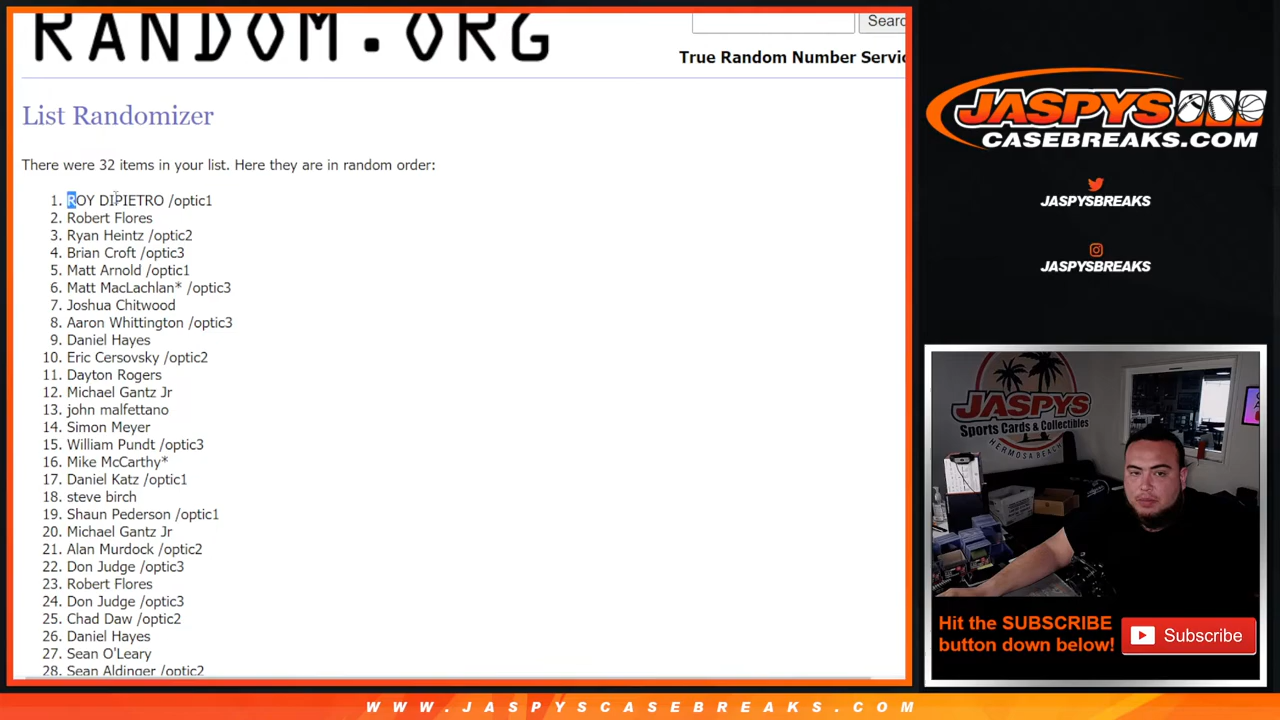 RANDOM.ORG
Search
True Random Number Servic
List Randomizer
There were 32 items in your list. Here they are in random order:
1. ROY DIPIETRO /optic1
2. Robert Flores
3. Ryan Heintz /optic2
4. Brian Croft /optic3
5. Matt Arnold /optic1
6. Matt MacLachlan* /optic3
7. Joshua Chitwood
8. Aaron Whittington /optic3
9. Daniel Hayes
10. Eric Cersovsky /optic2
11. Dayton Rogers
12. Michael Gantz Jr
13. john malfettano
14. Simon Meyer
15. William Pundt /optic3
16. Mike McCarthy*
17. Daniel Katz /optic1
18. steve birch
19. Shaun Pederson /optic1
20. Michael Gantz Jr
21. Alan Murdock /optic2
22. Don Judge /optic3
23. Robert Flores
24. Don Judge /optic3
25. Chad Daw /optic2
26. Daniel Hayes
27. Sean O'Leary
28. Sean Aldinger /optic2
JASPYS
CASEBREAKS.COM
JASPYSBREAKS
JASPYSBREAKS
JASPYS
Sports Cards & Collectibles
HERMOSA BEACH
Hit the SUBSCRIBE
button down below!
Subscribe
WWW.JASPYSCASEBREAKS.COM